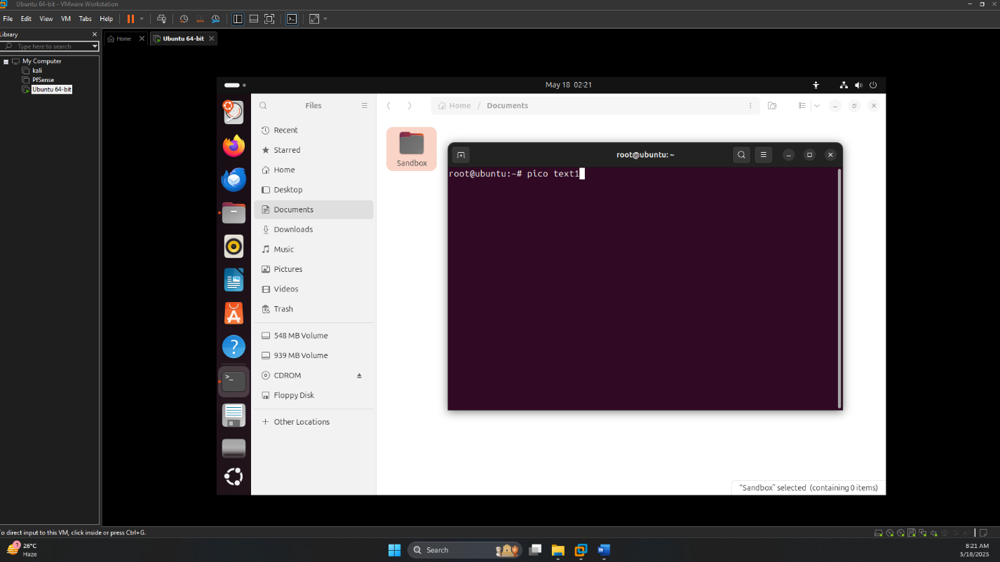 Ubuntu 64-bit - VMware Workstation
File Edit View VM Tabs Help
Library
Type here to search
My Computer
kali
PfSense
Ubuntu 64-bit
Home
Ubuntu 64-bit
May 18 02:21
Files
Home / Documents
Recent
Starred
Home
Desktop
Documents
Downloads
Music
Pictures
Videos
Trash
548 MB Volume
939 MB Volume
CDROM
Floppy Disk
Other Locations
Sandbox
root@ubuntu: ~
root@ubuntu:~# pico text1
“Sandbox” selected (containing 0 items)
To direct input to this VM, click inside or press Ctrl+G.
1
26°C
Haze
Search
8:21 AM
5/18/2025